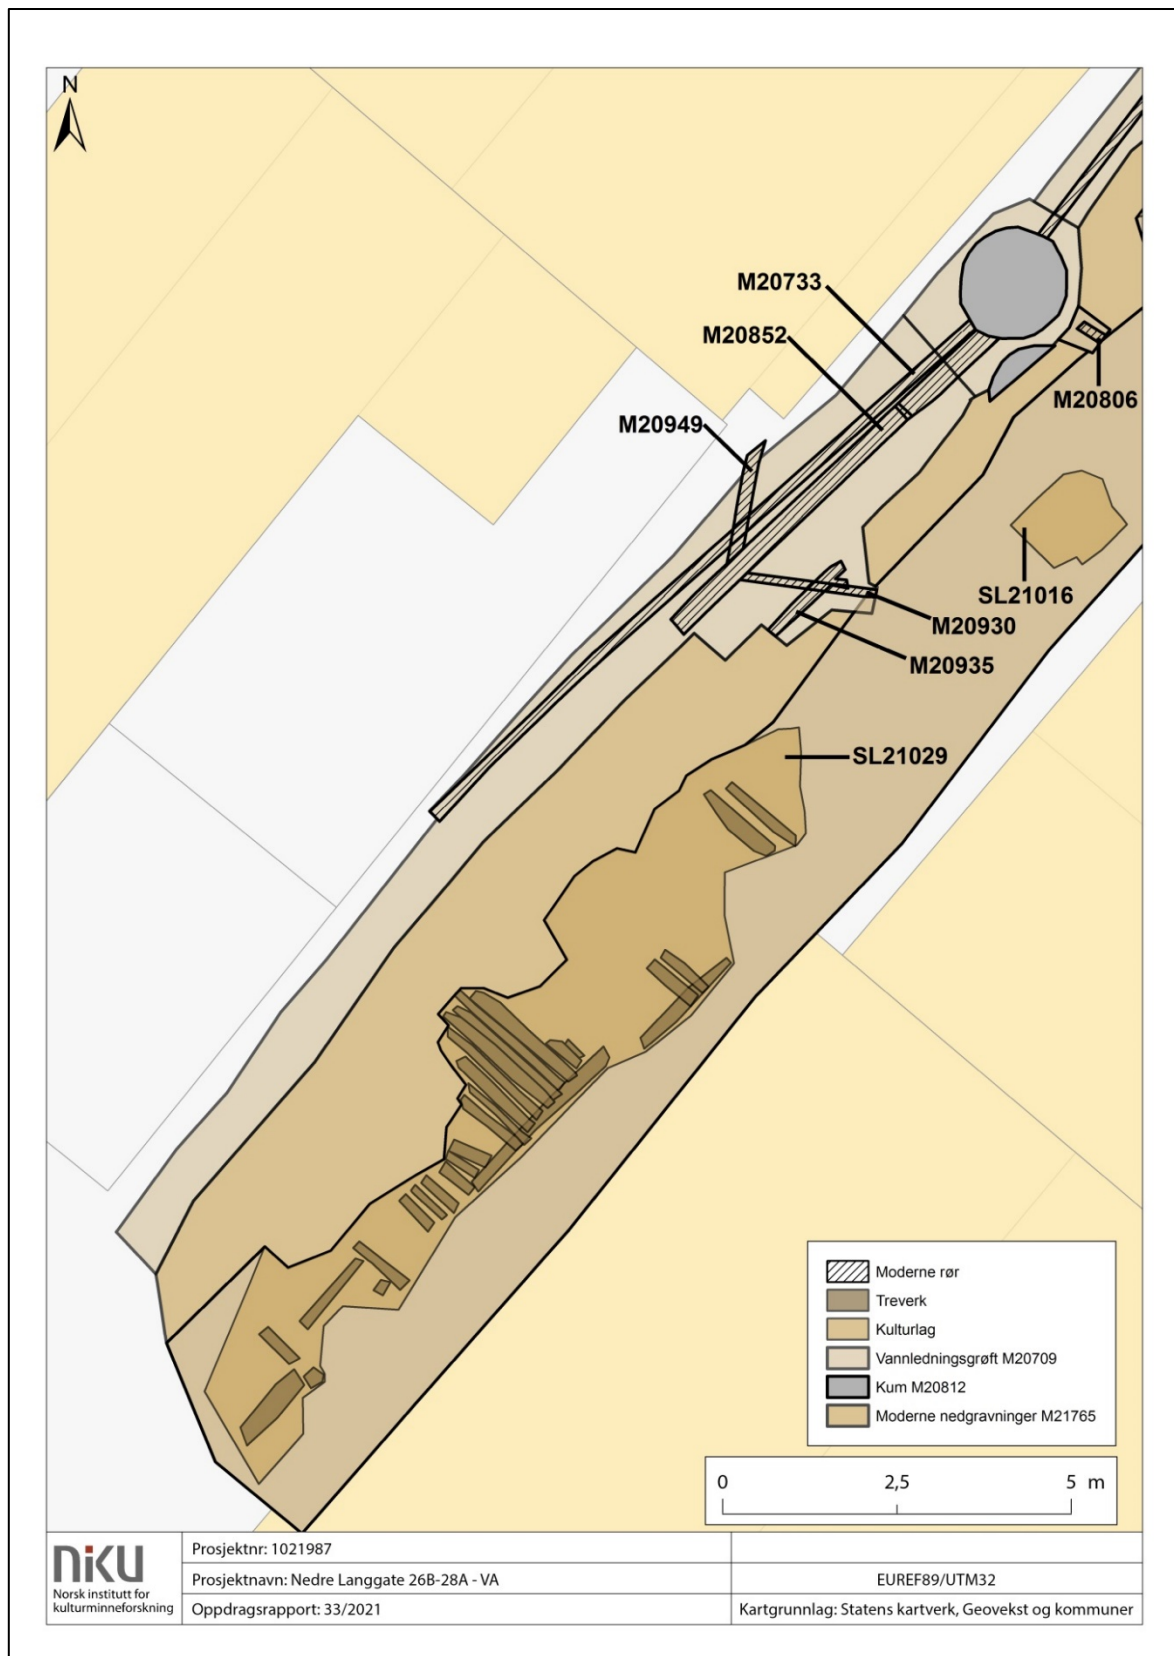 N
M20733
M20852
M20806
M20949
SL21016
M20930
M20935
SL21029
Moderne rør
Treverk
Kulturlag
Vannledningsgrøft M20709
Kum M20812
Moderne nedgravninger M21765
0 2,5 5 m
niku
Norsk institutt for
kulturminneforskning
Prosjektnr: 1021987
Prosjektnavn: Nedre Langgate 26B-28A - VA
EUREF89/UTM32
Oppdragsrapport: 33/2021
Kartgrunnlag: Statens kartverk, Geovekst og kommuner